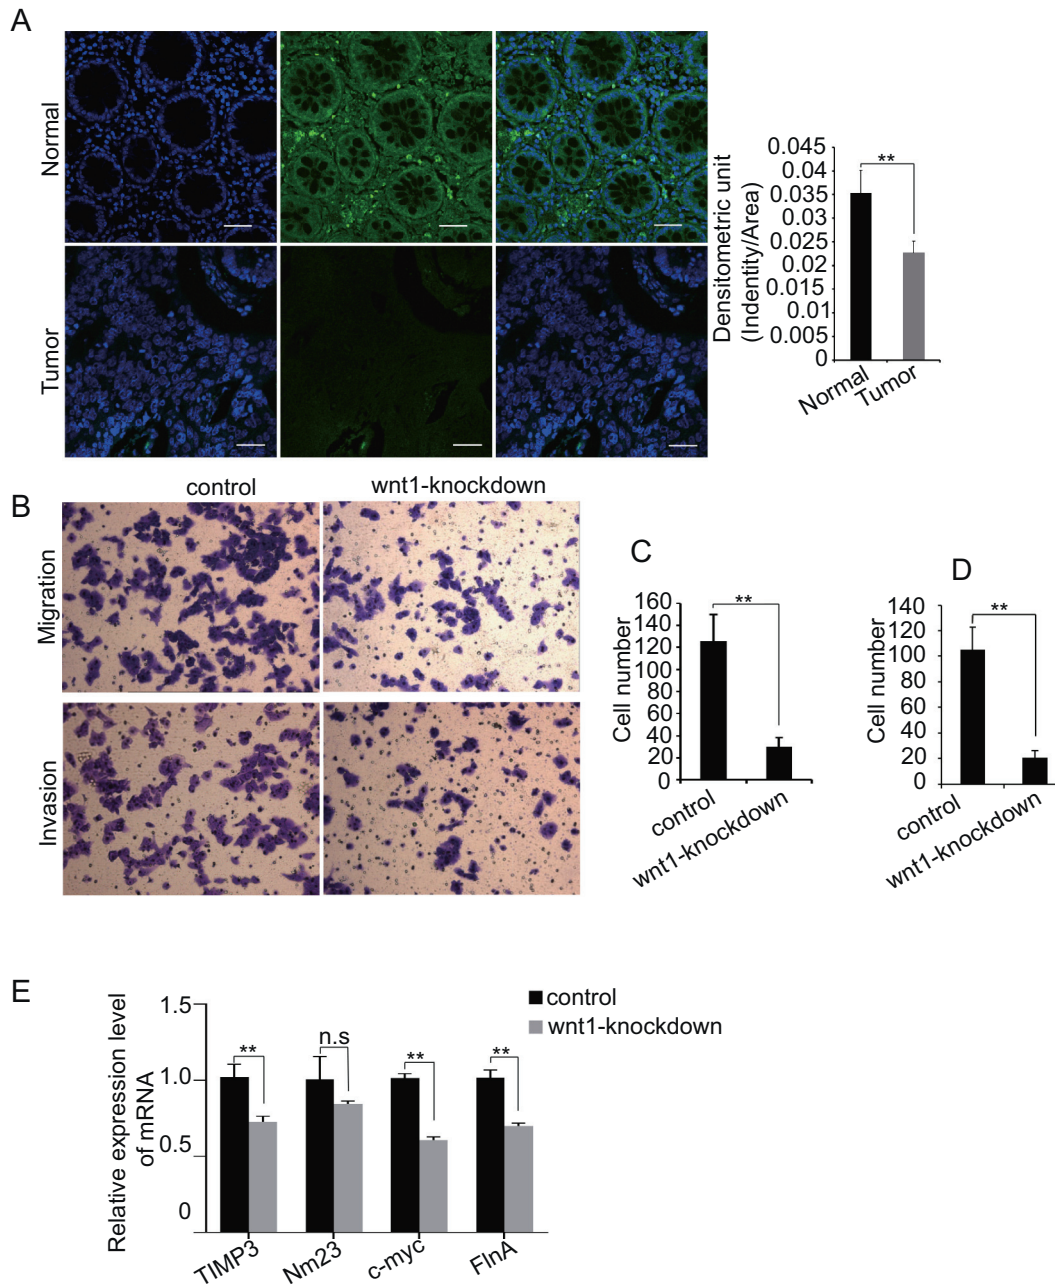 A
Normal
Tumor
Densitometric unit
(Indentity/Area)
0.045
0.04
0.035
0.03
0.025
0.02
0.015
0.01
0.005
0
**
Normal
Tumor
B
control
wnt1-knockdown
Migration
Invasion
C
Cell number
160
140
120
100
80
60
40
20
0
**
control
wnt1-knockdown
D
Cell number
140
120
100
80
60
40
20
0
**
control
wnt1-knockdown
E
Relative expression level
of mRNA
1.5
1.0
0.5
0
control
wnt1-knockdown
**
n.s
**
**
TIMP3
Nm23
c-myc
FlnA